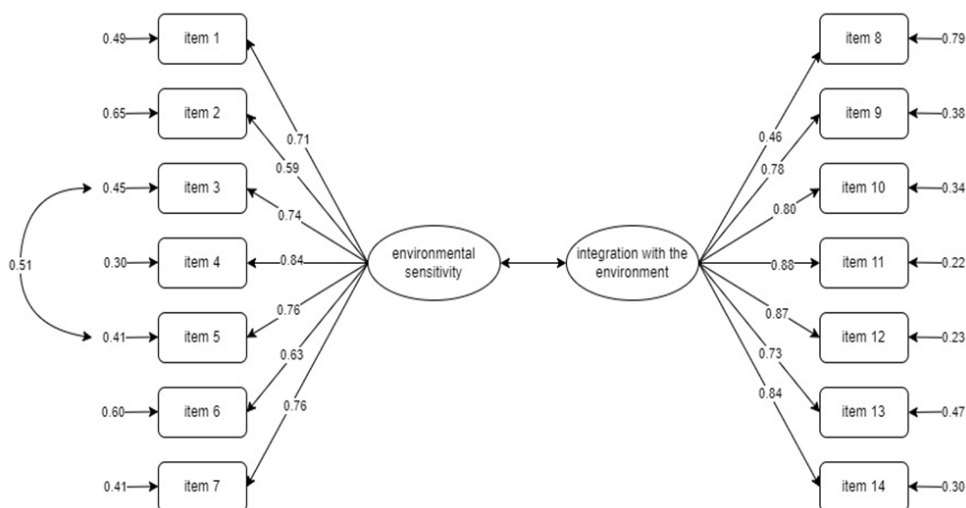 0.49
item 1
0.65
item 2
0.45
item 3
0.30
item 4
0.41
item 5
0.60
item 6
0.41
item 7
0.51
0.71
0.59
0.74
0.84
0.76
0.63
0.76
environmental
sensitivity
integration with the
environment
0.46
0.78
0.80
0.88
0.87
0.73
0.84
item 8
0.79
item 9
0.38
item 10
0.34
item 11
0.22
item 12
0.23
item 13
0.47
item 14
0.30